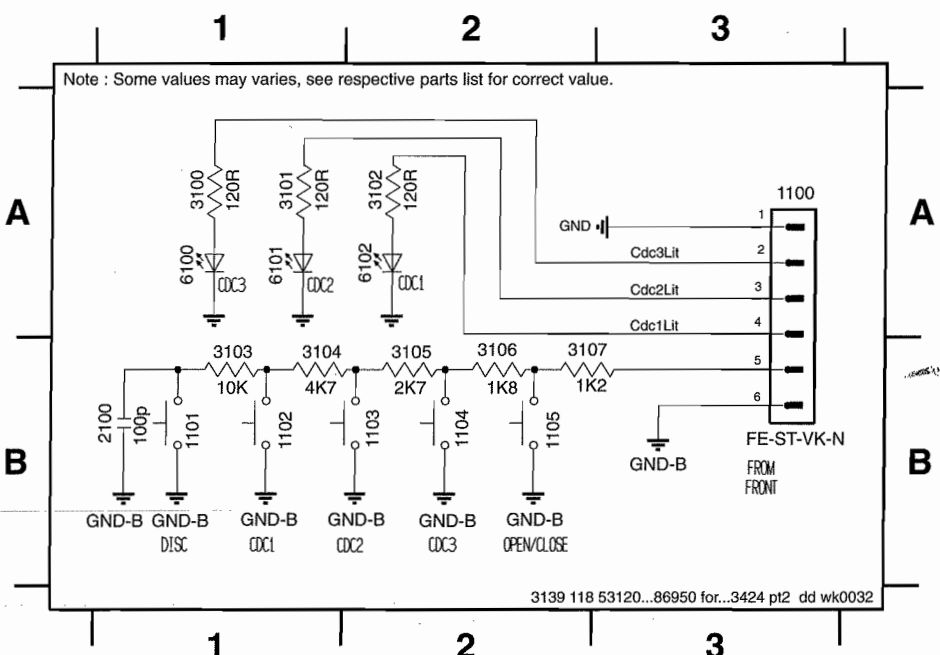 1 2 3
Note : Some values may varies, see respective parts list for correct value.
A
A
3100
120R
3101
120R
3102
120R
1100
1
GND
2
Cdc3Lit
3
Cdc2Lit
4
Cdc1Lit
6100
CDC3
6101
CDC2
6102
CDC1
3103
3104
3105
3106
3107
5
10K
4K7
2K7
1K8
1K2
6
2100
100p
1101
1102
1103
1104
1105
FE-ST-VK-N
B
B
GND-B
FROM
FRONT
GND-B GND-B GND-B GND-B GND-B GND-B
DISC CDC1 CDC2 CDC3 OPEN/CLOSE
3139 118 53120...86950 for...3424 pt2 dd wk0032
1 2 3